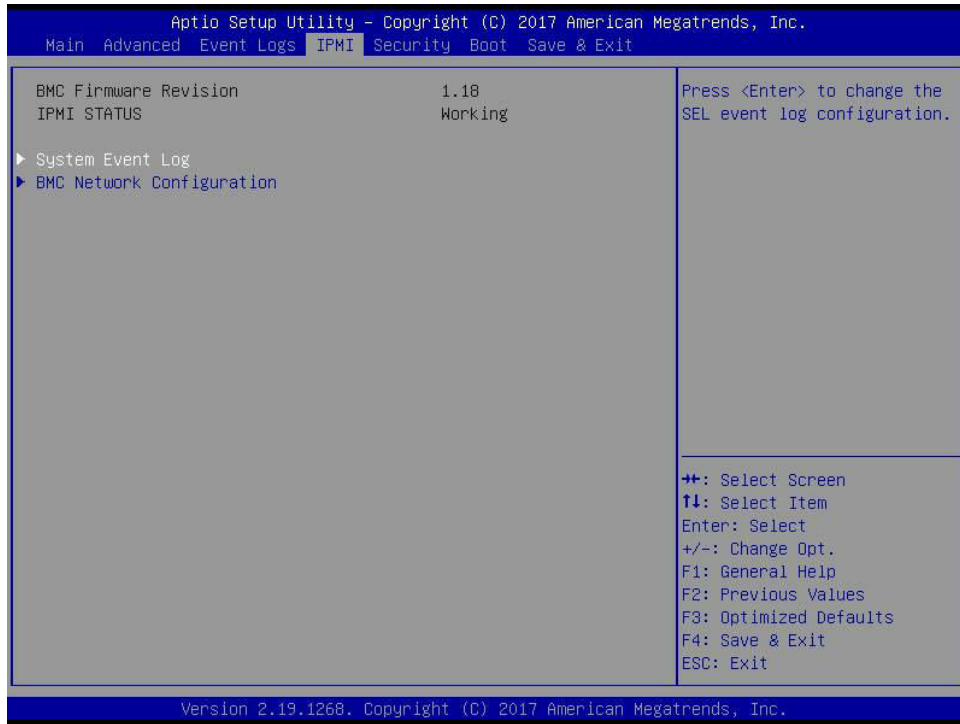 Aptio Setup Utility – Copyright (C) 2017 American Megatrends, Inc.
Main Advanced Event Logs IPMI Security Boot Save & Exit
BMC Firmware Revision 1.18
IPMI STATUS Working
System Event Log
BMC Network Configuration
Press <Enter> to change the
SEL event log configuration.
→←: Select Screen
↑↓: Select Item
Enter: Select
+/-: Change Opt.
F1: General Help
F2: Previous Values
F3: Optimized Defaults
F4: Save & Exit
ESC: Exit
Version 2.19.1268. Copyright (C) 2017 American Megatrends, Inc.